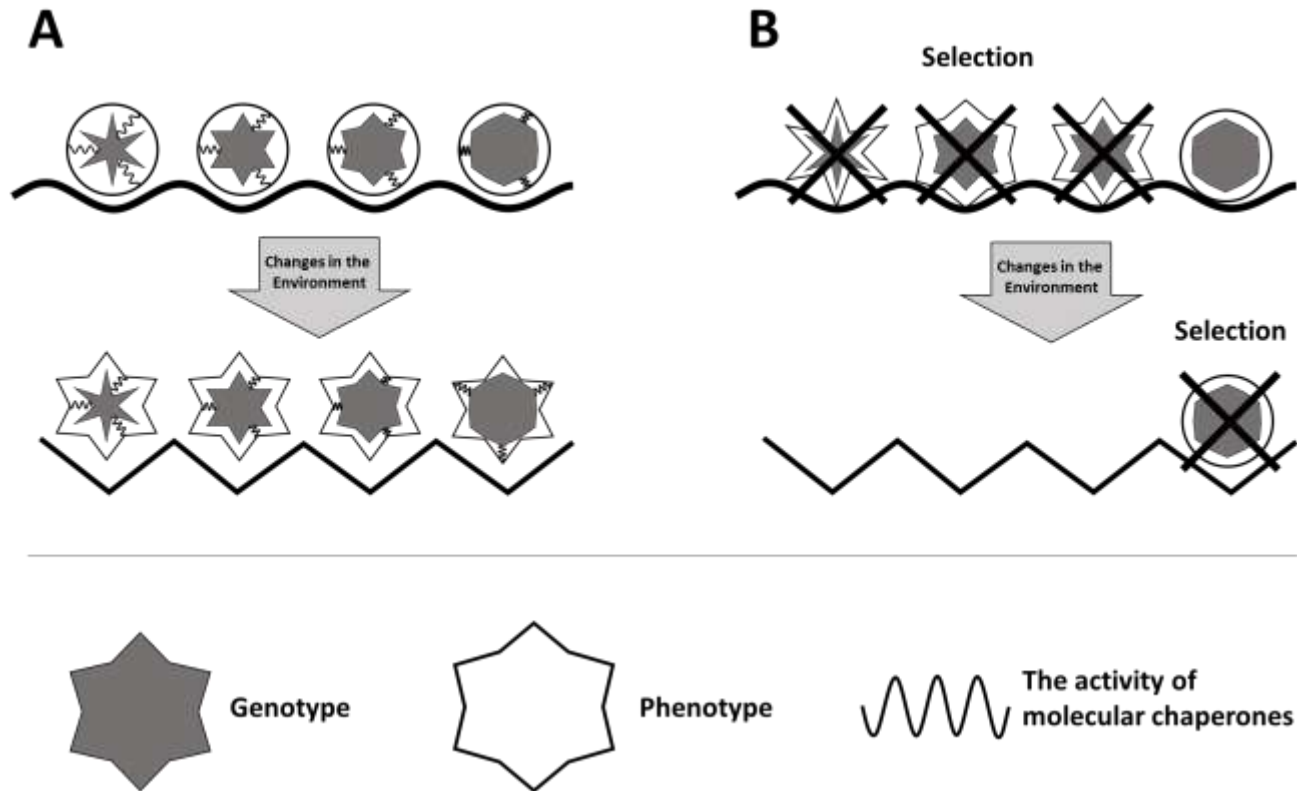 A
B
Selection
Changes in the
Environment
Changes in the
Environment
Selection
Genotype
Phenotype
The activity of
molecular chaperones